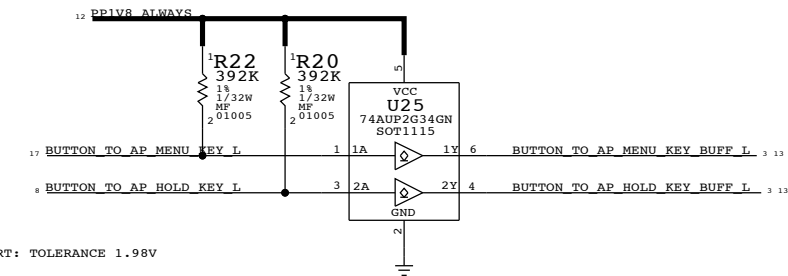 12 PP1V8_ALWAYS
1 R22
392K
1%
1/32W
MF
2 01005
1 R20
392K
1%
1/32W
MF
2 01005
5
VCC
U25
74AUP2G34GN
SOT1115
17 BUTTON_TO_AP_MENU_KEY_L 1 1A 1Y 6 BUTTON_TO_AP_MENU_KEY_BUFF_L 3 13
8 BUTTON_TO_AP_HOLD_KEY_L 3 2A 2Y 4 BUTTON_TO_AP_HOLD_KEY_BUFF_L 3 13
GND
2
RT: TOLERANCE 1.98V